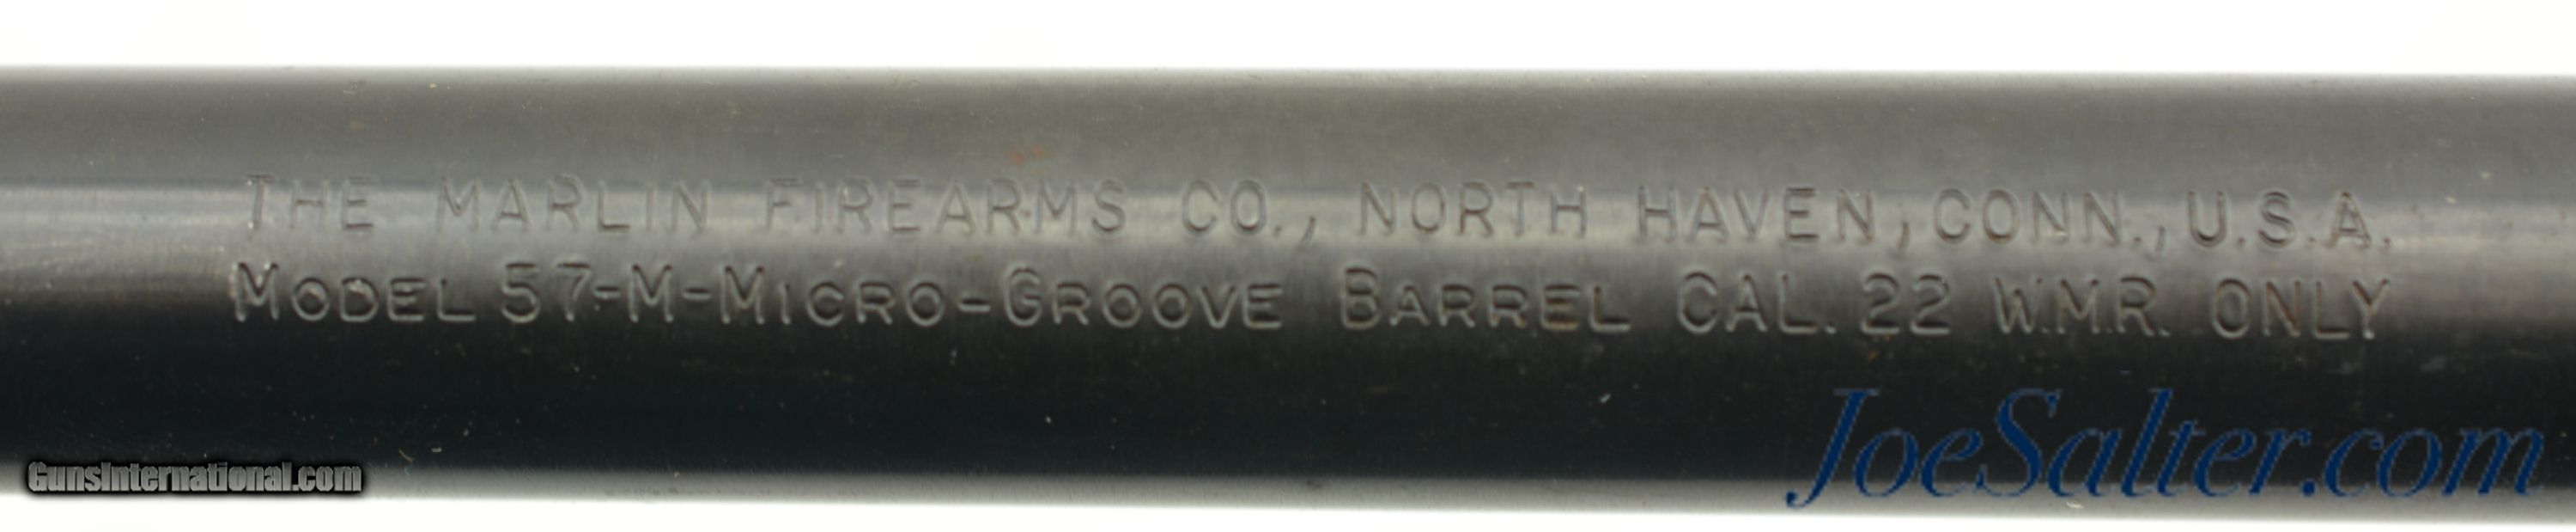 THE MARLIN FIREARMS CO., NORTH HAVEN, CONN., U.S.A.
MODEL 57-M-MICRO-GROOVE BARREL CAL. 22 W.M.R. ONLY
JoeSalter.com
GunsInternational.com